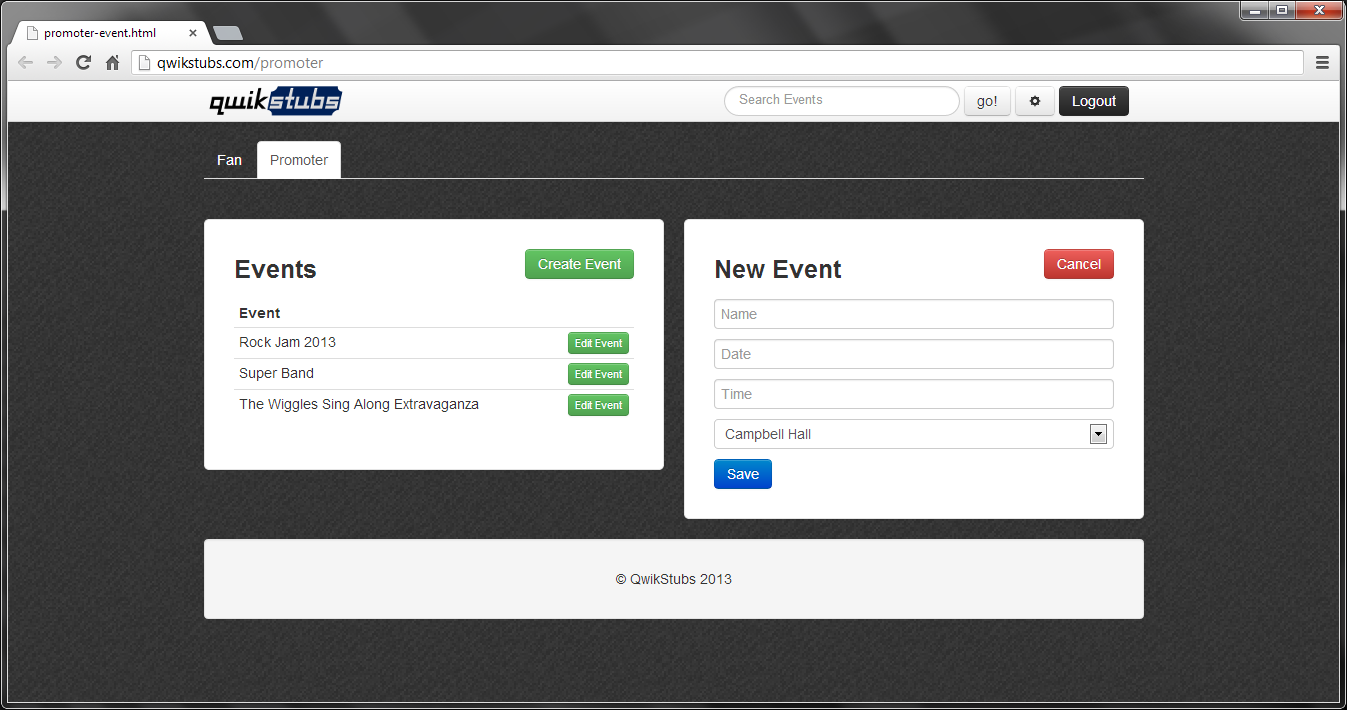 promoter-event.html
qwikstubs.com/promoter
qwikstubs
Search Events
go!
Logout
Fan
Promoter
Events
Create Event
Event
Rock Jam 2013
Edit Event
Super Band
Edit Event
The Wiggles Sing Along Extravaganza
Edit Event
New Event
Cancel
Name
Date
Time
Campbell Hall
Save
© QwikStubs 2013